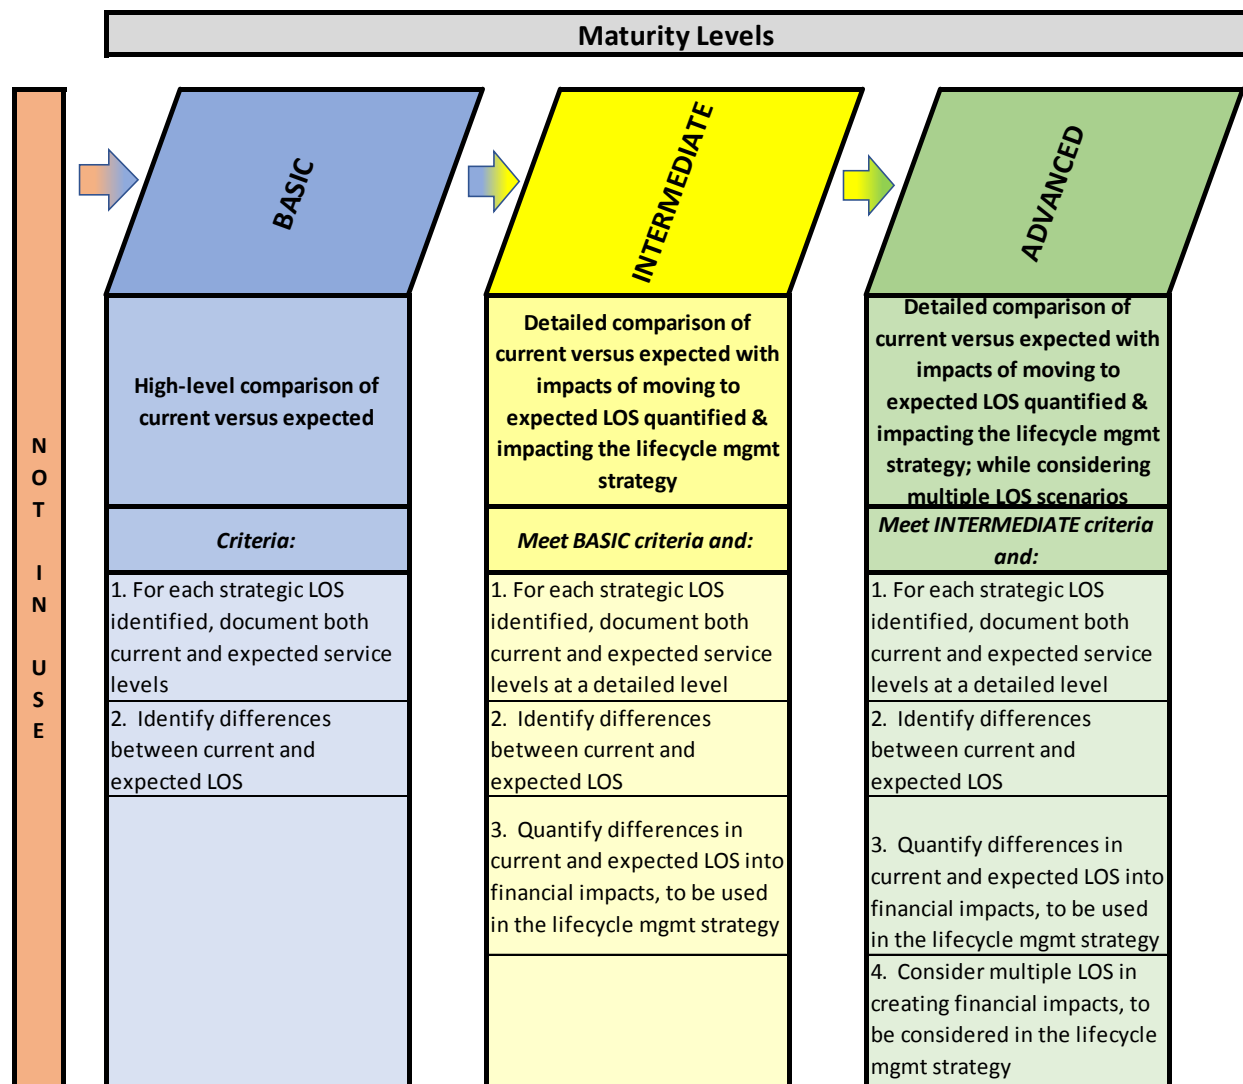 Maturity Levels
NOT IN USE
BASIC
High-level comparison of
current versus expected
Criteria:
1. For each strategic LOS
identified, document both
current and expected service
levels
2.  Identify differences
between current and
expected LOS
INTERMEDIATE
Detailed comparison of
current versus expected with
impacts of moving to
expected LOS quantified &
impacting the lifecycle mgmt
strategy
Meet BASIC criteria and:
1. For each strategic LOS
identified, document both
current and expected service
levels at a detailed level
2.  Identify differences
between current and
expected LOS
3.  Quantify differences in
current and expected LOS into
financial impacts, to be used
in the lifecycle mgmt strategy
ADVANCED
Detailed comparison of
current versus expected with
impacts of moving to
expected LOS quantified &
impacting the lifecycle mgmt
strategy; while considering
multiple LOS scenarios
Meet INTERMEDIATE criteria
and:
1. For each strategic LOS
identified, document both
current and expected service
levels at a detailed level
2.  Identify differences
between current and
expected LOS
3.  Quantify differences in
current and expected LOS into
financial impacts, to be used
in the lifecycle mgmt strategy
4.  Consider multiple LOS in
creating financial impacts, to
be considered in the lifecycle
mgmt strategy